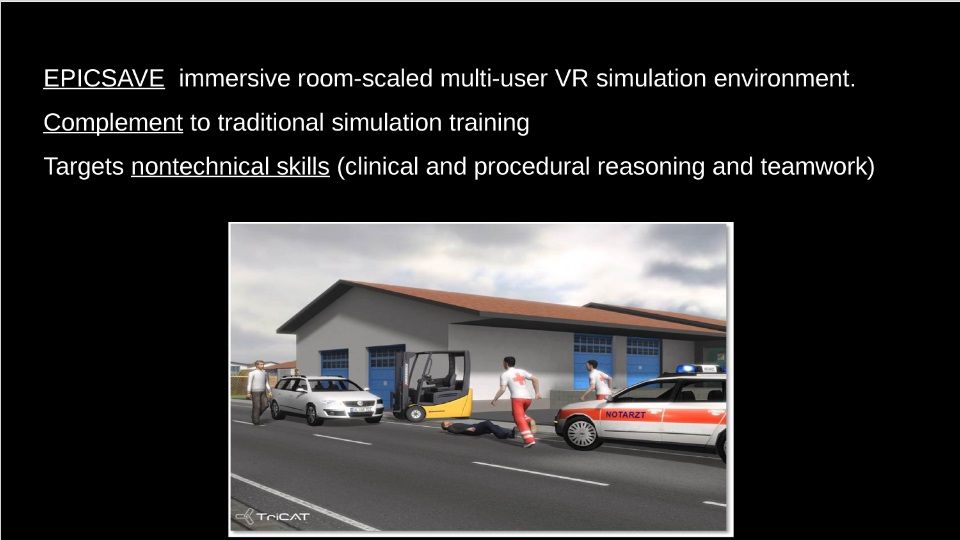 EPICSAVE immersive room-scaled multi-user VR simulation environment.
Complement to traditional simulation training
Targets nontechnical skills (clinical and procedural reasoning and teamwork)
NOTARZT
TriCAT